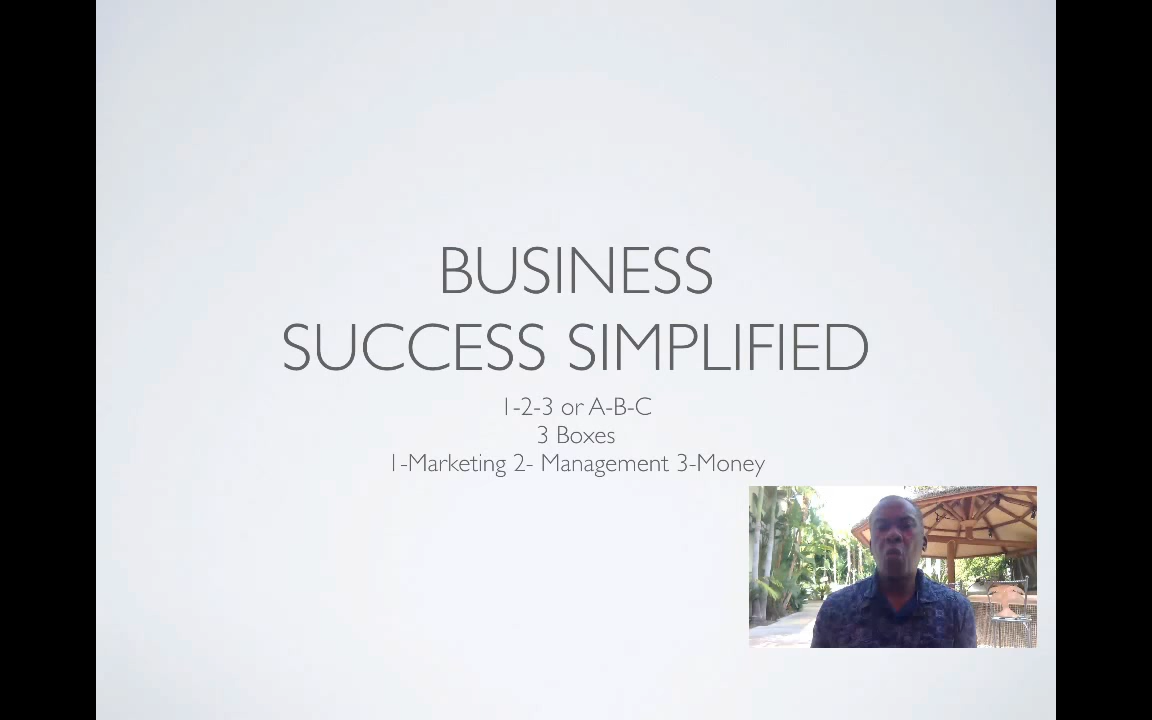 BUSINESS
SUCCESS SIMPLIFIED
1-2-3 or A-B-C
3 Boxes
1-Marketing 2- Management 3-Money